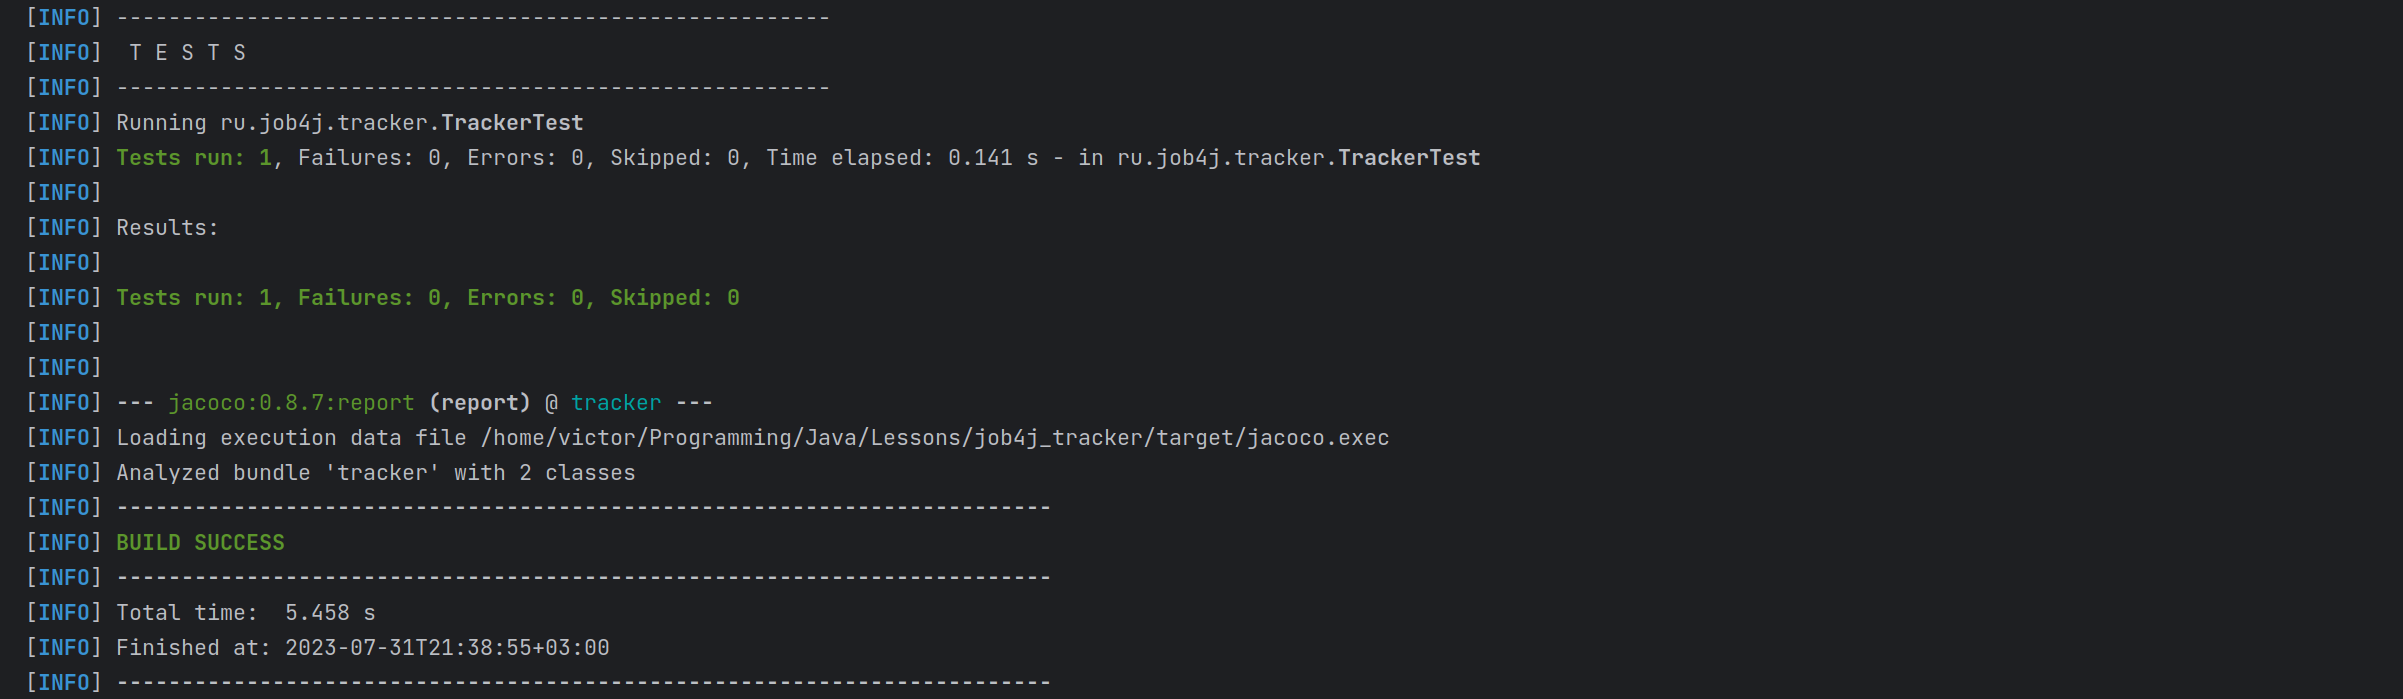 [INFO] -------------------------------------------------------
[INFO]  T E S T S
[INFO] -------------------------------------------------------
[INFO] Running ru.job4j.tracker.TrackerTest
[INFO] Tests run: 1, Failures: 0, Errors: 0, Skipped: 0, Time elapsed: 0.141 s - in ru.job4j.tracker.TrackerTest
[INFO]
[INFO] Results:
[INFO]
[INFO] Tests run: 1, Failures: 0, Errors: 0, Skipped: 0
[INFO]
[INFO]
[INFO] --- jacoco:0.8.7:report (report) @ tracker ---
[INFO] Loading execution data file /home/victor/Programming/Java/Lessons/job4j_tracker/target/jacoco.exec
[INFO] Analyzed bundle 'tracker' with 2 classes
[INFO] ------------------------------------------------------------------------
[INFO] BUILD SUCCESS
[INFO] ------------------------------------------------------------------------
[INFO] Total time:  5.458 s
[INFO] Finished at: 2023-07-31T21:38:55+03:00
[INFO] ------------------------------------------------------------------------